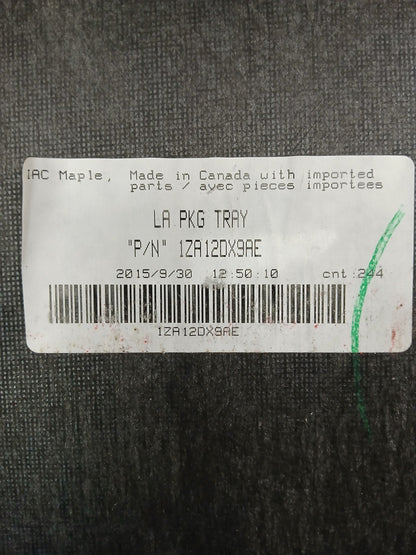 IAC Maple, Made in Canada with imported
parts / avec pieces importees
LA PKG TRAY
"P/N" 1ZA12DX9AE
2015/9/30 12:50:10 cnt:244
1ZA12DX9AE